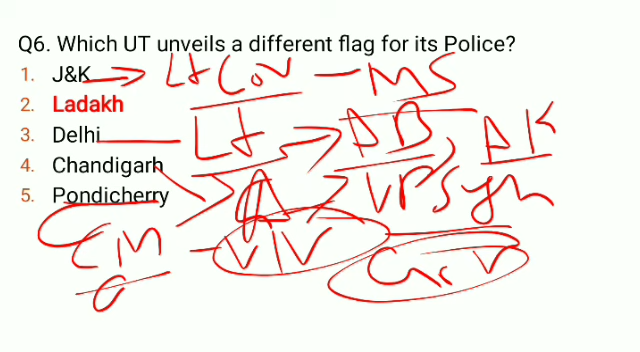 Q6. Which UT unveils a different flag for its Police?
1. J&K → Lt Gov - MS
2. Ladakh
3. Delhi Lt → AB, AK
4. Chandigarh A → VPS
5. Pondicherry
CM - V/V